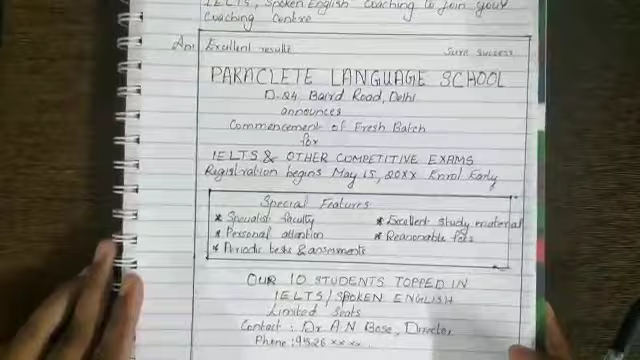 IELTS, Spoken English Coaching to join your
Coaching Centre
Ans Excellent results Sure success
PARACLETE LANGUAGE SCHOOL
D-24 Baird Road, Delhi
announces
Commencement of Fresh Batch
for
IELTS & OTHER COMPETITIVE EXAMS
Registration begins May 15, 20XX Enrol Early
Special Features
* Specialist faculty * Excellent study material
* Personal attention * Reasonable fees
* Periodic tests & assessments
OUR 10 STUDENTS TOPPED IN
IELTS/SPOKEN ENGLISH
Limited Seats
Contact: Dr A N Bose, Director
Phone: 98526 xxxx